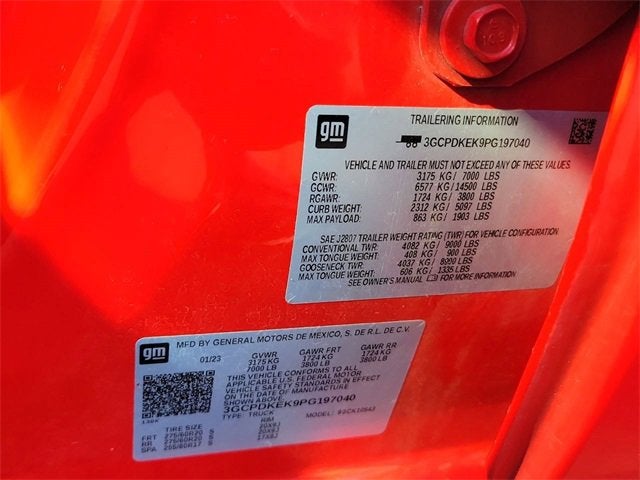 gm
TRAILERING INFORMATION
3GCPDKEK9PG197040
VEHICLE AND TRAILER MUST NOT EXCEED ANY OF THESE VALUES.
GVWR: 3175 KG / 7000 LBS
GCWR: 6577 KG / 14500 LBS
RGAWR: 1724 KG / 3800 LBS
CURB WEIGHT: 2312 KG / 5097 LBS
MAX PAYLOAD: 863 KG / 1903 LBS
SAE J2807 TRAILER WEIGHT RATING (TWR) FOR VEHICLE CONFIGURATION.
CONVENTIONAL TWR: 4082 KG / 9000 LBS
MAX TONGUE WEIGHT: 408 KG / 900 LBS
GOOSENECK TWR: 4037 KG / LBS
MAX TONGUE WEIGHT: 606 KG / 1335 LBS
SEE OWNER'S MANUAL FOR MORE INFORMATION
gm
MFD BY GENERAL MOTORS DE MEXICO, S. DE R.L. DE C.V.
01/23 GVWR GAWR FRT GAWR RR
3175 KG 1724 KG 1724 KG
7000 LB 3800 LB 3800 LB
THIS VEHICLE CONFORMS TO ALL
APPLICABLE U.S. FEDERAL MOTOR
VEHICLE SAFETY STANDARDS IN EFFECT
ON THE DATE OF MANUFACTURE
SHOWN ABOVE.
3GCPDKEK9PG197040
TYPE: TRUCK MODEL:
TIRE SIZE RIM
FRT 275/60R20 S 20X9J
RR 275/60R20 S 20X9J
SPA 255/80R17 S 17X8J